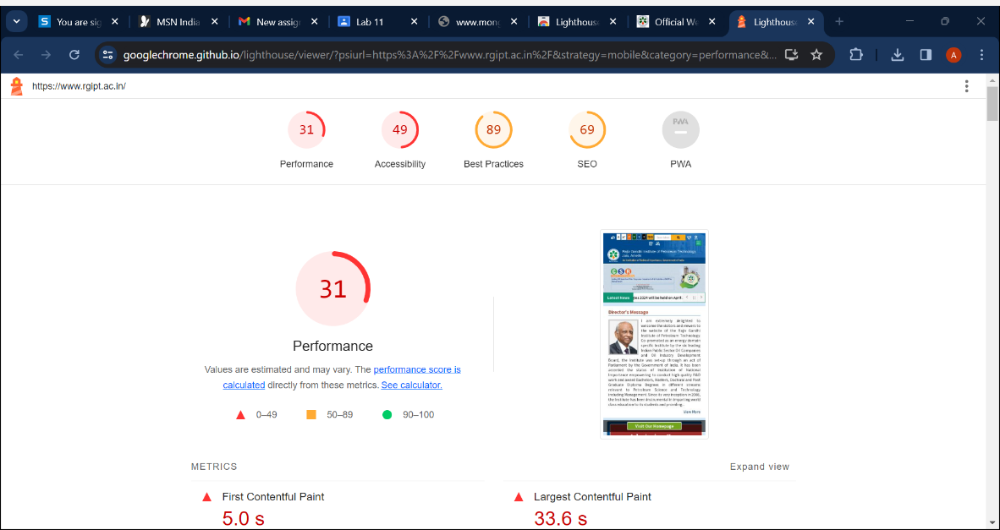 You are sig
MSN India
New assign
Lab 11
www.mong
Lighthouse
Official We
Lighthouse
googlechrome.github.io/lighthouse/viewer/?psiurl=https%3A%2F%2Fwww.rgipt.ac.in%2F&strategy=mobile&category=performance&...
A
https://www.rgipt.ac.in/
31
49
89
69
PWA
Performance
Accessibility
Best Practices
SEO
PWA
31
Performance
Values are estimated and may vary. The performance score is
calculated directly from these metrics. See calculator.
0–49
50–89
90–100
Rajiv Gandhi Institute of Petroleum Technology
Jais, Amethi
Latest News
2024 will be held on April
Director's Message
I am extremely delighted to
welcome the visitors and viewers to
the website of the Rajiv Gandhi
Institute of Petroleum Technology.
Co-promoted as an energy domain
specific institute by the six leading
Indian Public Sector Oil Companies
and Oil Industry Development
Board, the Institute was set-up through an act of
Parliament by the Government of India. It has been
accorded the status of Institution of National
Importance empowering to conduct high quality R&D
work and award Bachelors, Masters, Doctoral and Post
Graduate Diploma Degrees in different streams
relevant to Petroleum Science and Technology
including Management. Since its very inception in 2008,
the Institute has been instrumental in imparting world
class education to its students and providing...
View More
Visit Our Homepage
METRICS
Expand view
First Contentful Paint
5.0 s
Largest Contentful Paint
33.6 s